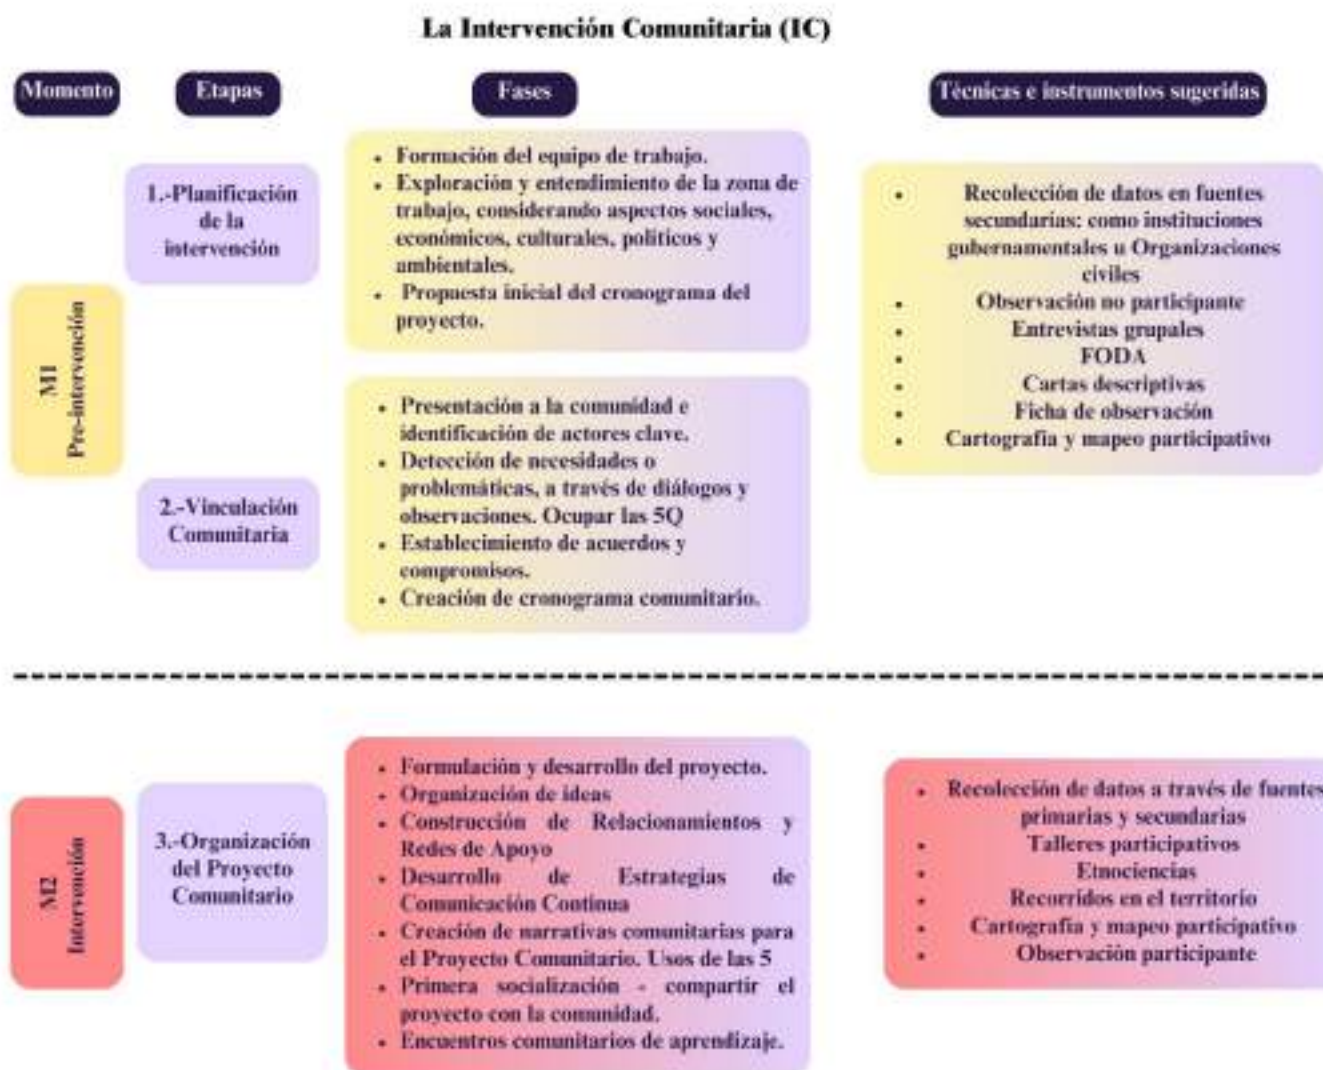 La Intervención Comunitaria (IC)
Momento
Etapas
Fases
Técnicas e instrumentos sugeridas
M1
Pre-intervención
1.-Planificación
de la
intervención
• Formación del equipo de trabajo.
• Exploración y entendimiento de la zona de
trabajo, considerando aspectos sociales,
económicos, culturales, políticos y
ambientales.
• Propuesta inicial del cronograma del
proyecto.
2.-Vinculación
Comunitaria
• Presentación a la comunidad e
identificación de actores clave.
• Detección de necesidades o
problemáticas, a través de diálogos y
observaciones. Ocupar las 5Q
• Establecimiento de acuerdos y
compromisos.
• Creación de cronograma comunitario.
• Recolección de datos en fuentes
secundarias: como instituciones
gubernamentales u Organizaciones
civiles
• Observación no participante
• Entrevistas grupales
• FODA
• Cartas descriptivas
• Ficha de observación
• Cartografía y mapeo participativo
M2
Intervención
3.-Organización
del Proyecto
Comunitario
• Formulación y desarrollo del proyecto.
• Organización de ideas
• Construcción de Relacionamientos y
Redes de Apoyo
• Desarrollo de Estrategias de
Comunicación Continua
• Creación de narrativas comunitarias para
el Proyecto Comunitario. Usos de las 5
• Primera socialización - compartir el
proyecto con la comunidad.
• Encuentros comunitarios de aprendizaje.
• Recolección de datos a través de fuentes
primarias y secundarias
• Talleres participativos
• Etnociencias
• Recorridos en el territorio
• Cartografía y mapeo participativo
• Observación participante